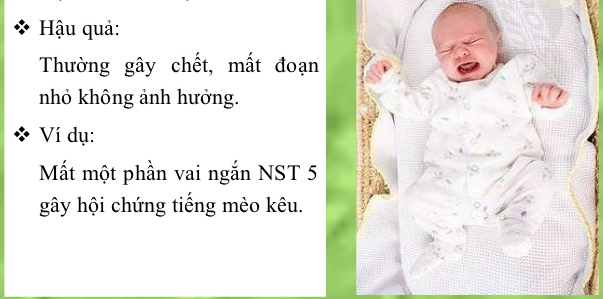 ❖ Hậu quả:
Thường gây chết, mất đoạn
nhỏ không ảnh hưởng.
❖ Ví dụ:
Mất một phần vai ngắn NST 5
gây hội chứng tiếng mèo kêu.